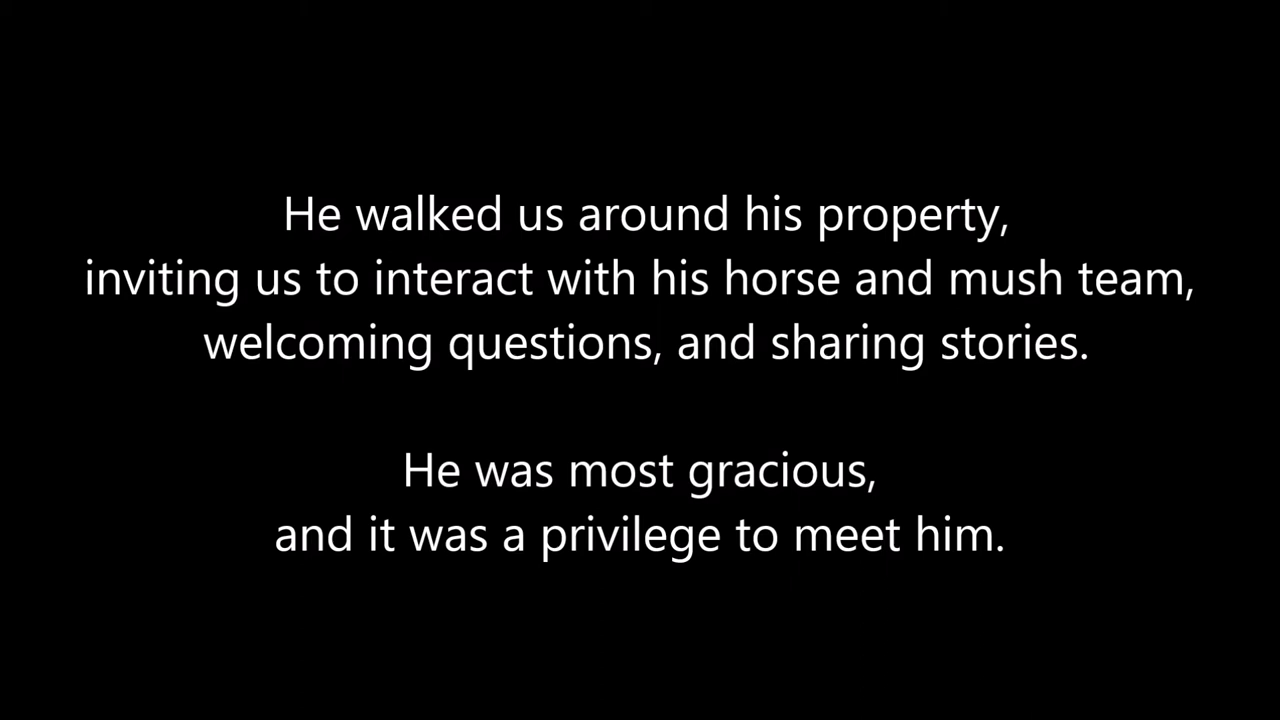 He walked us around his property,
inviting us to interact with his horse and mush team,
welcoming questions, and sharing stories.
He was most gracious,
and it was a privilege to meet him.